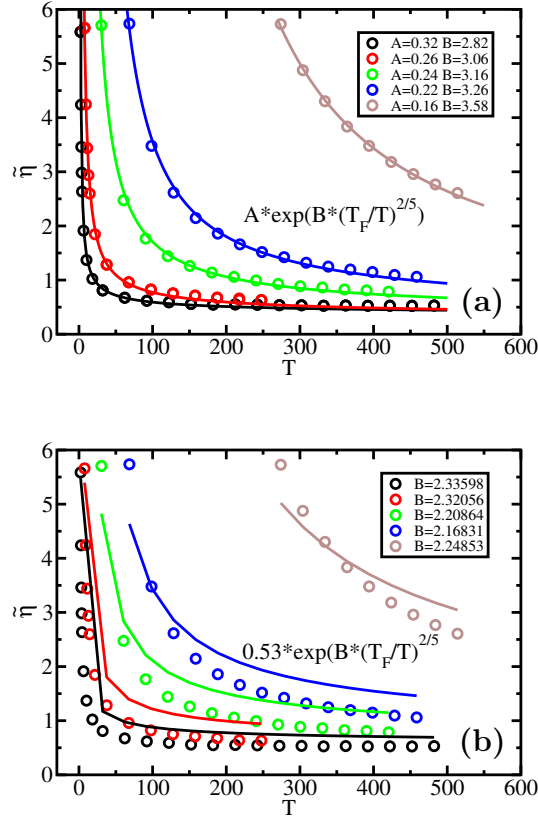 (a)
6
5
4
3
2
1
0
η̃
A=0.32 B=2.82
A=0.26 B=3.06
A=0.24 B=3.16
A=0.22 B=3.26
A=0.16 B=3.58
A*exp(B*(T_F/T)^{2/5})
0 100 200 300 400 500 600
T
6
5
4
3
2
1
0
η̃
B=2.33598
B=2.32056
B=2.20864
B=2.16831
B=2.24853
0.53*exp(B*(T_F/T)^{2/5}
(b)
0 100 200 300 400 500 600
T